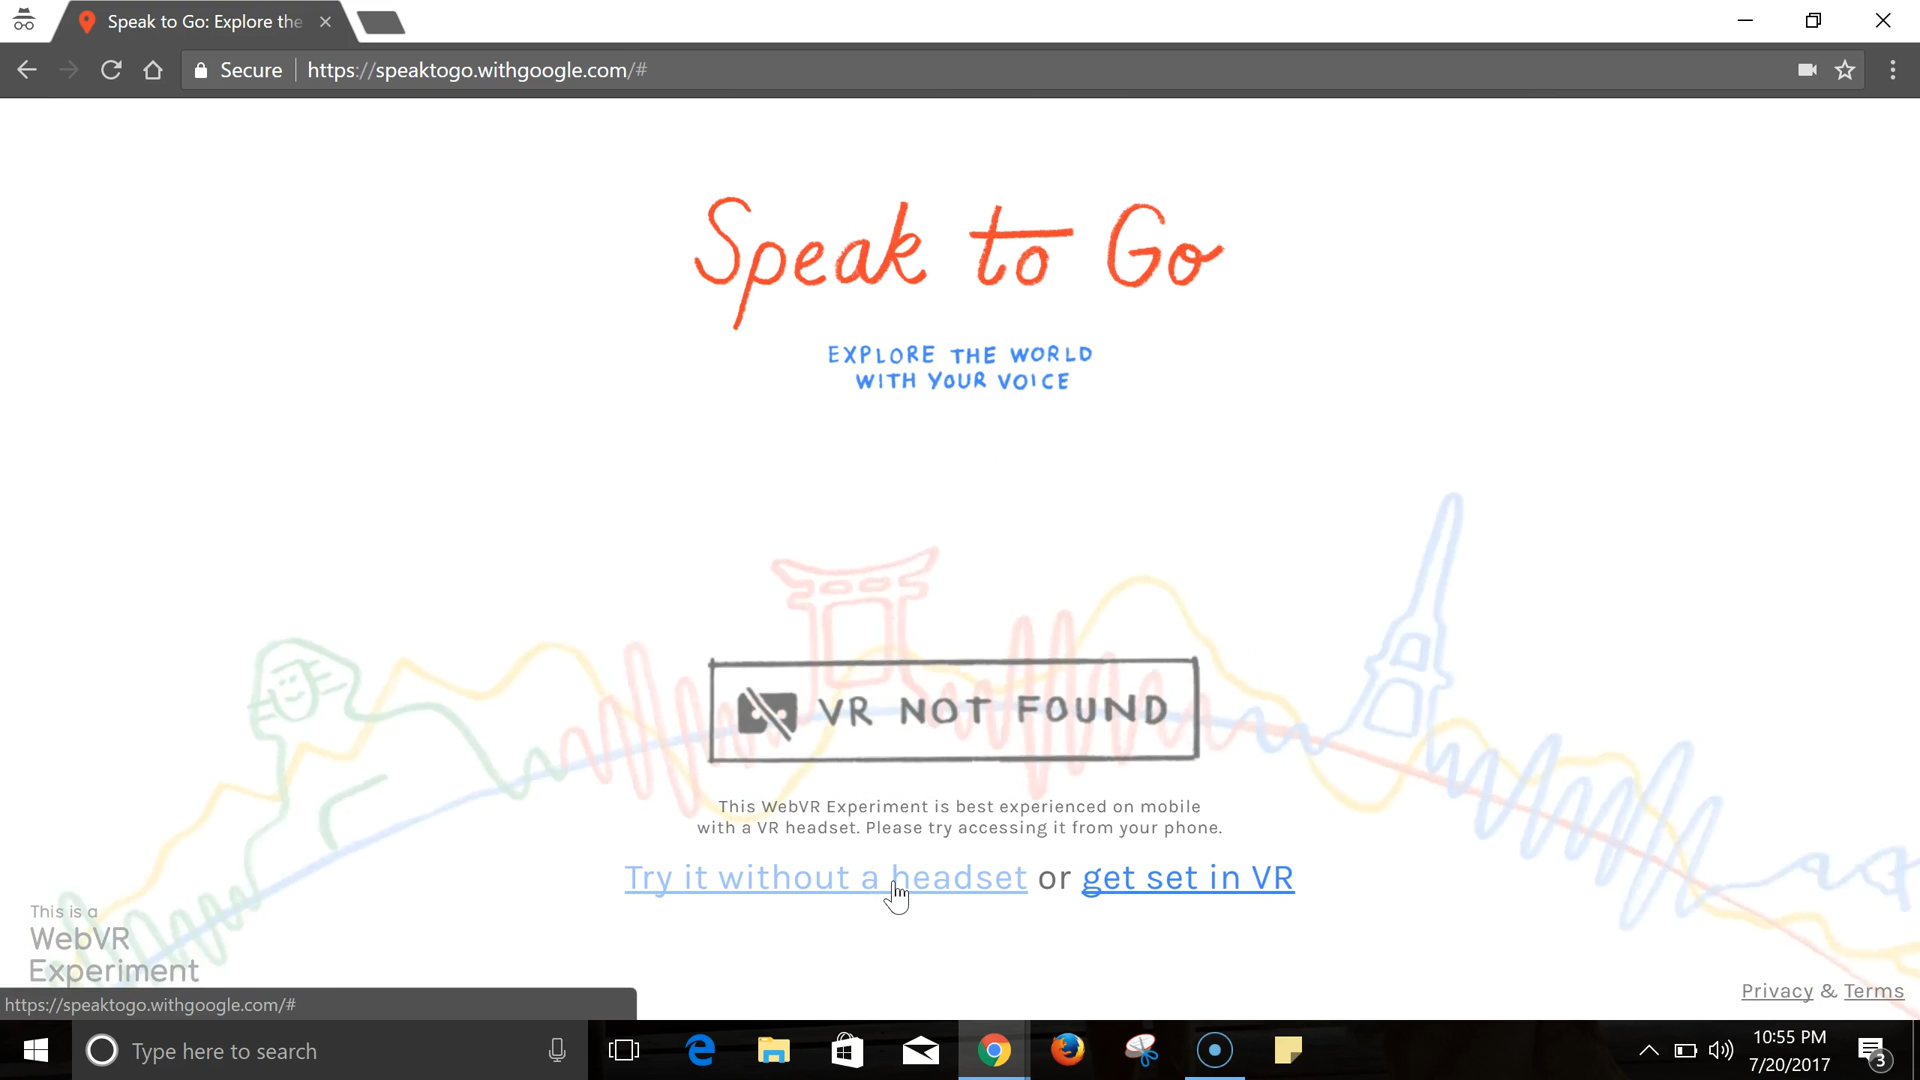 Speak to Go: Explore the
Secure
https://speaktogo.withgoogle.com/#
Speak to Go
EXPLORE THE WORLD
WITH YOUR VOICE
VR NOT FOUND
This WebVR Experiment is best experienced on mobile
with a VR headset. Please try accessing it from your phone.
Try it without a headset or get set in VR
This is a
WebVR
Experiment
Privacy & Terms
https://speaktogo.withgoogle.com/#
Type here to search
10:55 PM
7/20/2017
3